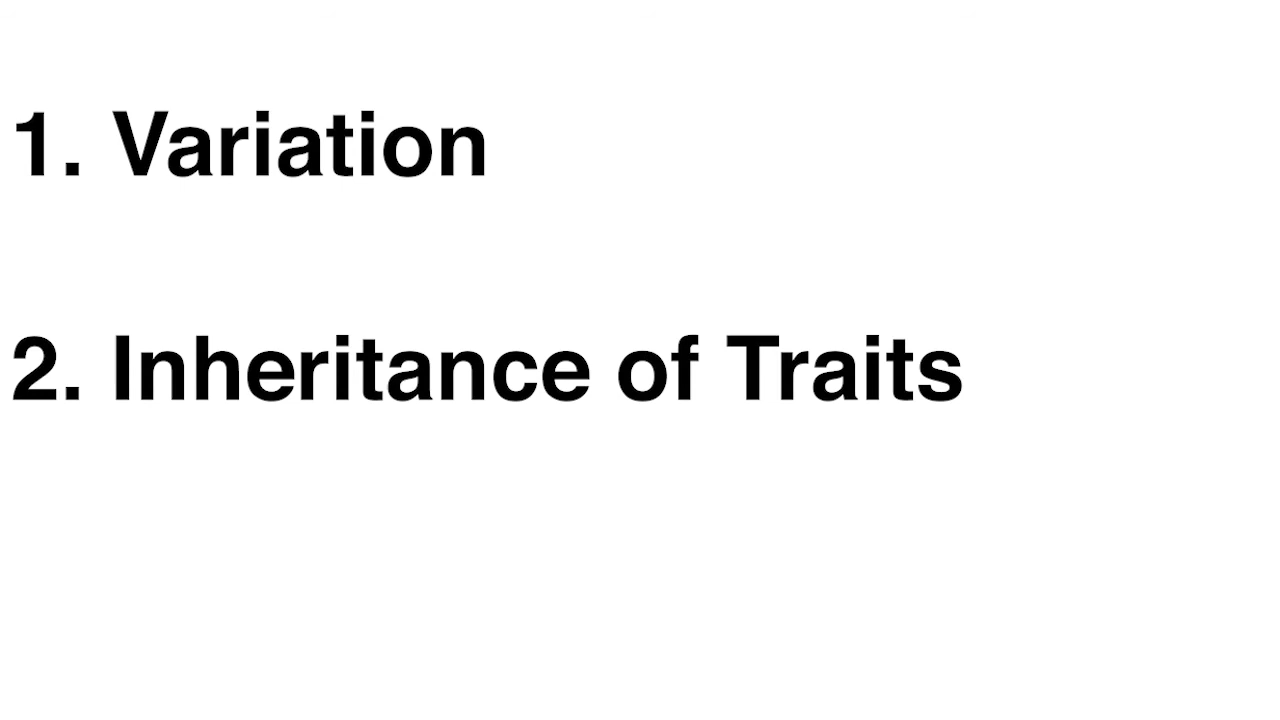 1. Variation
2. Inheritance of Traits